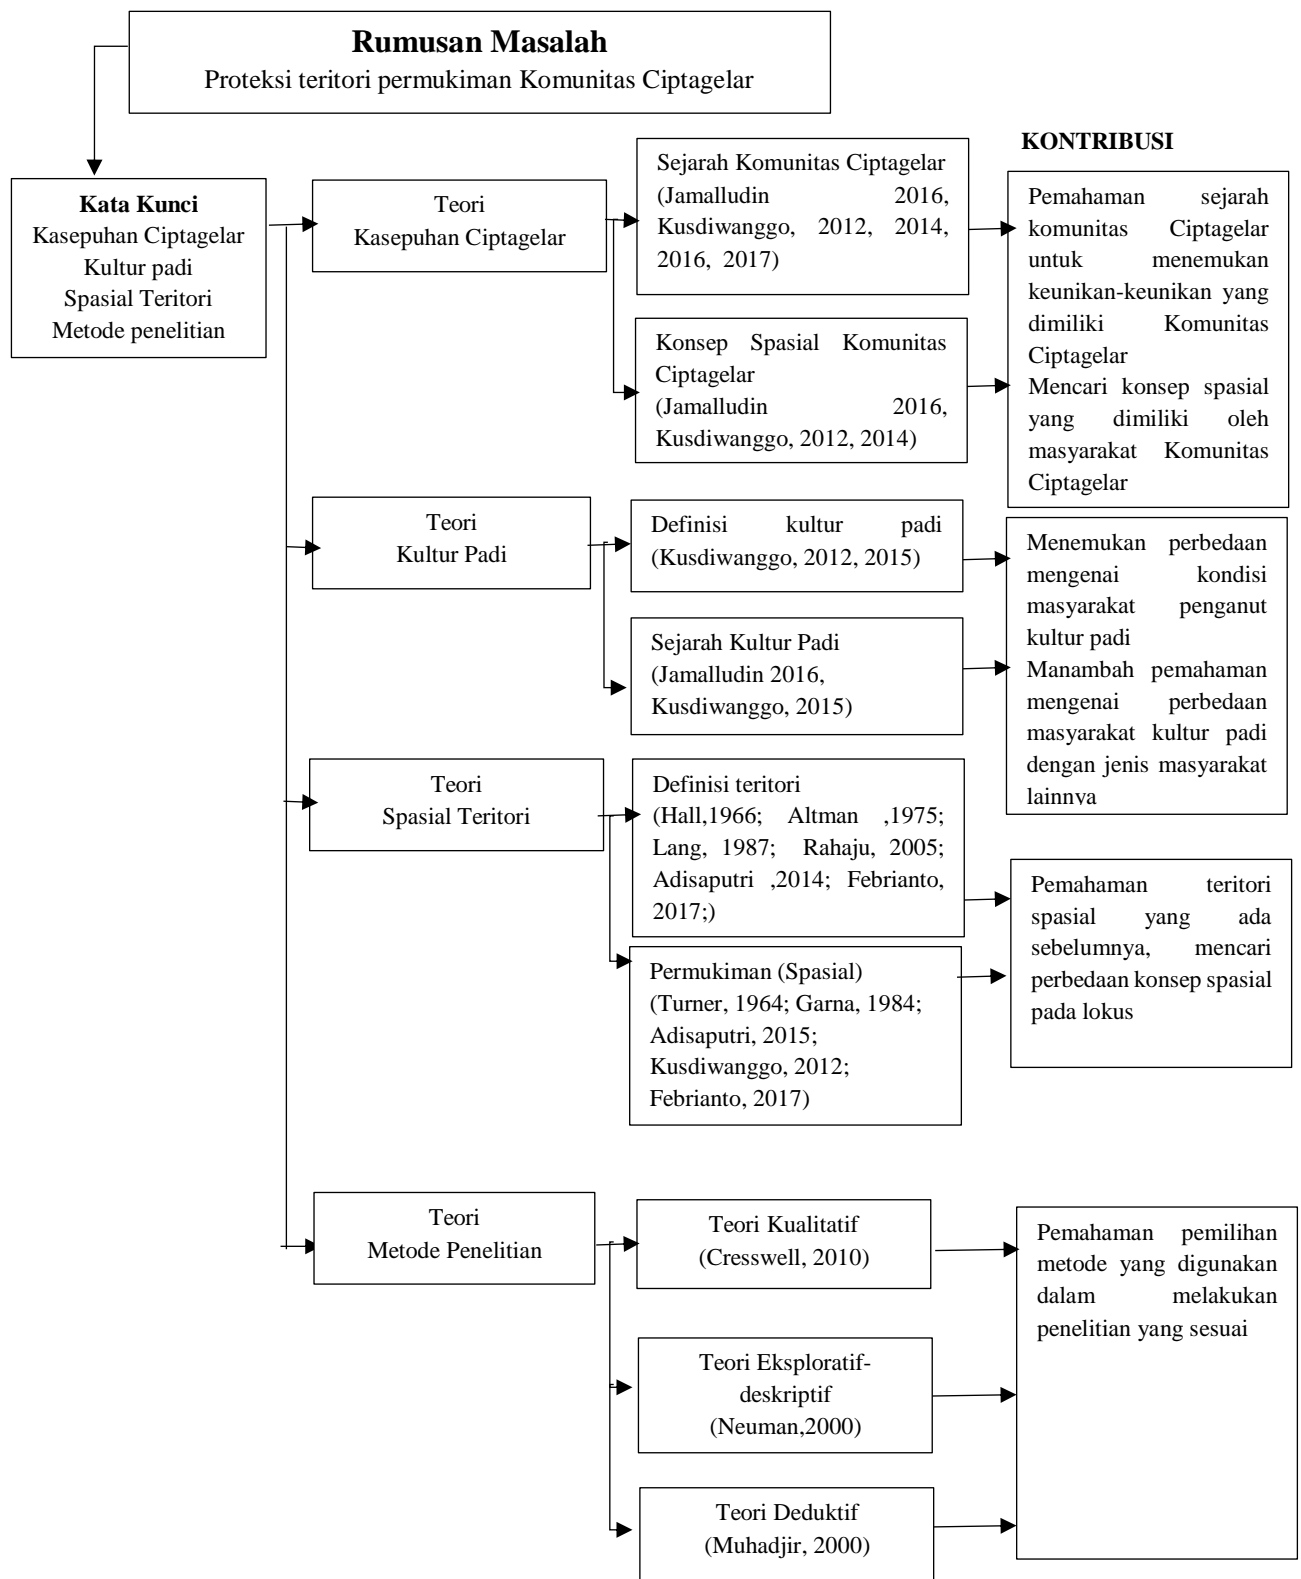 Rumusan Masalah
Proteksi teritori permukiman Komunitas Ciptagelar
KONTRIBUSI
Kata Kunci
Kasepuhan Ciptagelar
Kultur padi
Spasial Teritori
Metode penelitian
Teori
Kasepuhan Ciptagelar
Sejarah Komunitas Ciptagelar
(Jamalludin 2016,
Kusdiwanggo, 2012, 2014,
2016, 2017)
Konsep Spasial Komunitas
Ciptagelar
(Jamalludin 2016,
Kusdiwanggo, 2012, 2014)
Pemahaman sejarah
komunitas Ciptagelar
untuk menemukan
keunikan-keunikan yang
dimiliki Komunitas
Ciptagelar
Mencari konsep spasial
yang dimiliki oleh
masyarakat Komunitas
Ciptagelar
Teori
Kultur Padi
Definisi kultur padi
(Kusdiwanggo, 2012, 2015)
Sejarah Kultur Padi
(Jamalludin 2016,
Kusdiwanggo, 2015)
Menemukan perbedaan
mengenai kondisi
masyarakat penganut
kultur padi
Manambah pemahaman
mengenai perbedaan
masyarakat kultur padi
dengan jenis masyarakat
lainnya
Teori
Spasial Teritori
Definisi teritori
(Hall,1966; Altman ,1975;
Lang, 1987; Rahaju, 2005;
Adisaputri ,2014; Febrianto,
2017;)
Permukiman (Spasial)
(Turner, 1964; Garna, 1984;
Adisaputri, 2015;
Kusdiwanggo, 2012;
Febrianto, 2017)
Pemahaman teritori
spasial yang ada
sebelumnya, mencari
perbedaan konsep spasial
pada lokus
Teori
Metode Penelitian
Teori Kualitatif
(Cresswell, 2010)
Teori Eksploratif-
deskriptif
(Neuman,2000)
Teori Deduktif
(Muhadjir, 2000)
Pemahaman pemilihan
metode yang digunakan
dalam melakukan
penelitian yang sesuai